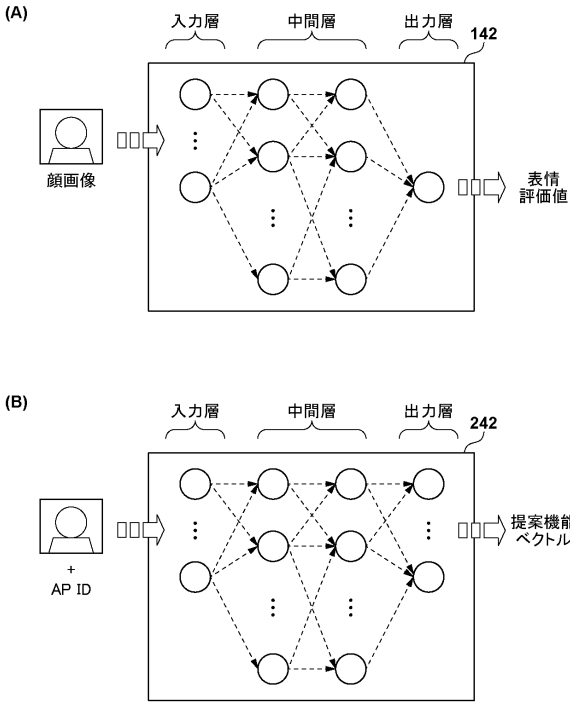 (A)
入力層
中間層
出力層
142
顔画像
表情
評価値
(B)
入力層
中間層
出力層
242
+
AP ID
提案機能
ベクトル